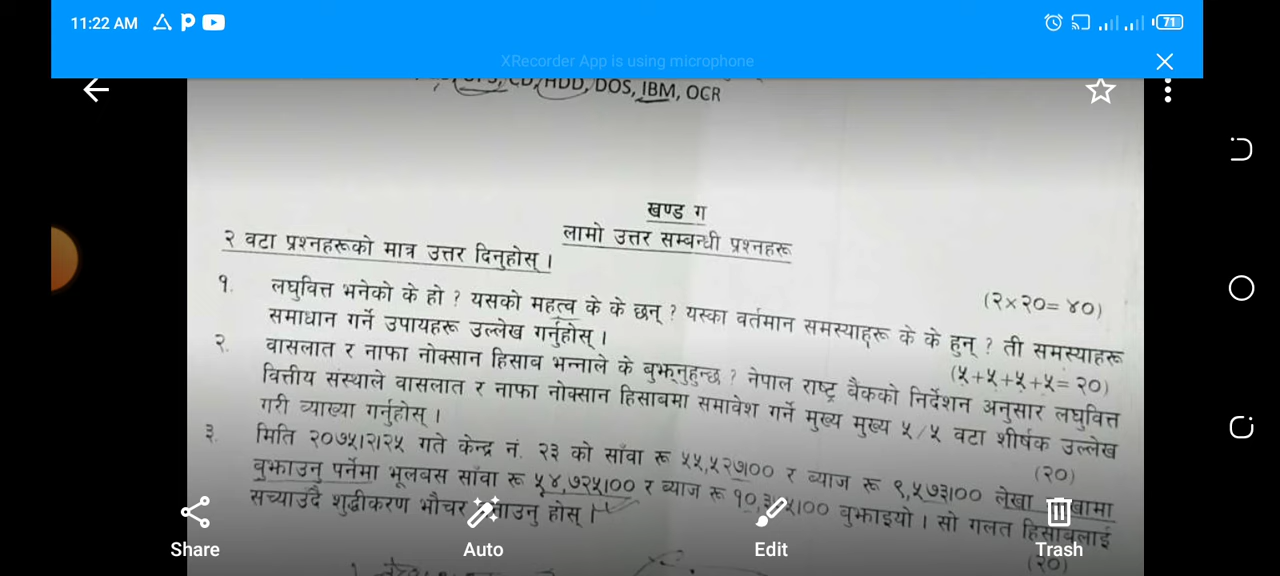 11:22 AM
71
XRecorder App is using microphone
CD, HDD, DOS, IBM, OCR
खण्ड ग
लामो उत्तर सम्बन्धी प्रश्नहरू
२ वटा प्रश्नहरूको मात्र उत्तर दिनुहोस् ।
(२×२०= ४०)
१. लघुवित्त भनेको के हो ? यसको महत्व के के छन् ? यस्का वर्तमान समस्याहरू के के हुन् ? ती समस्याहरू
समाधान गर्ने उपायहरू उल्लेख गर्नुहोस् ।
(५+५+५+५= २०)
२. वासलात र नाफा नोक्सान हिसाब भन्नाले के बुझ्नुहुन्छ ? नेपाल राष्ट्र बैकको निर्देशन अनुसार लघुवित्त
वित्तीय संस्थाले वासलात र नाफा नोक्सान हिसाबमा समावेश गर्ने मुख्य मुख्य ५/५ वटा शीर्षक उल्लेख
गरी व्याख्या गर्नुहोस् ।
(२०)
३. मिति २०७५।२।२५ गते केन्द्र नं. २३ को साँवा रू ५५,५२७।०० र ब्याज रू ९,५७३।०० लेखा
बुझाउनु पर्नेमा भूलबस साँवा रू ५४,७२५।०० र ब्याज रू बुझाइयो । सो गलत हिसाबलाई
सच्याउँदै शुद्धीकरण भौचर होस् ।
(२०)
Share
Auto
Edit
Trash